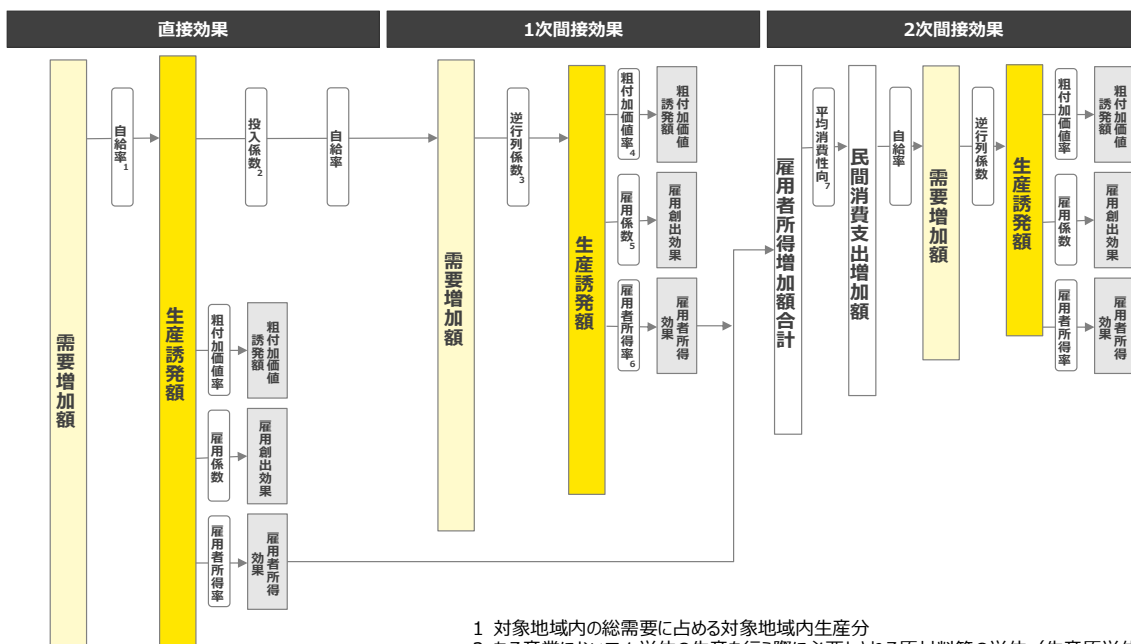 直接効果
1次間接効果
2次間接効果
需要増加額
自給率1
生産誘発額
投入係数2
自給率
粗付加価値率
粗付加価値
誘発額
雇用係数
雇用創出効果
雇用者所得率
雇用者所得
効果
需要増加額
逆行列係数3
生産誘発額
粗付加価値率4
粗付加価値
誘発額
雇用係数5
雇用創出効果
雇用者所得率6
雇用者所得
効果
雇用者所得増加額合計
平均消費性向7
民間消費支出増加額
自給率
需要増加額
逆行列係数
生産誘発額
粗付加価値率
粗付加価値
誘発額
雇用係数
雇用創出効果
雇用者所得率
雇用者所得
効果
1 対象地域内の総需要に占める対象地域内生産分